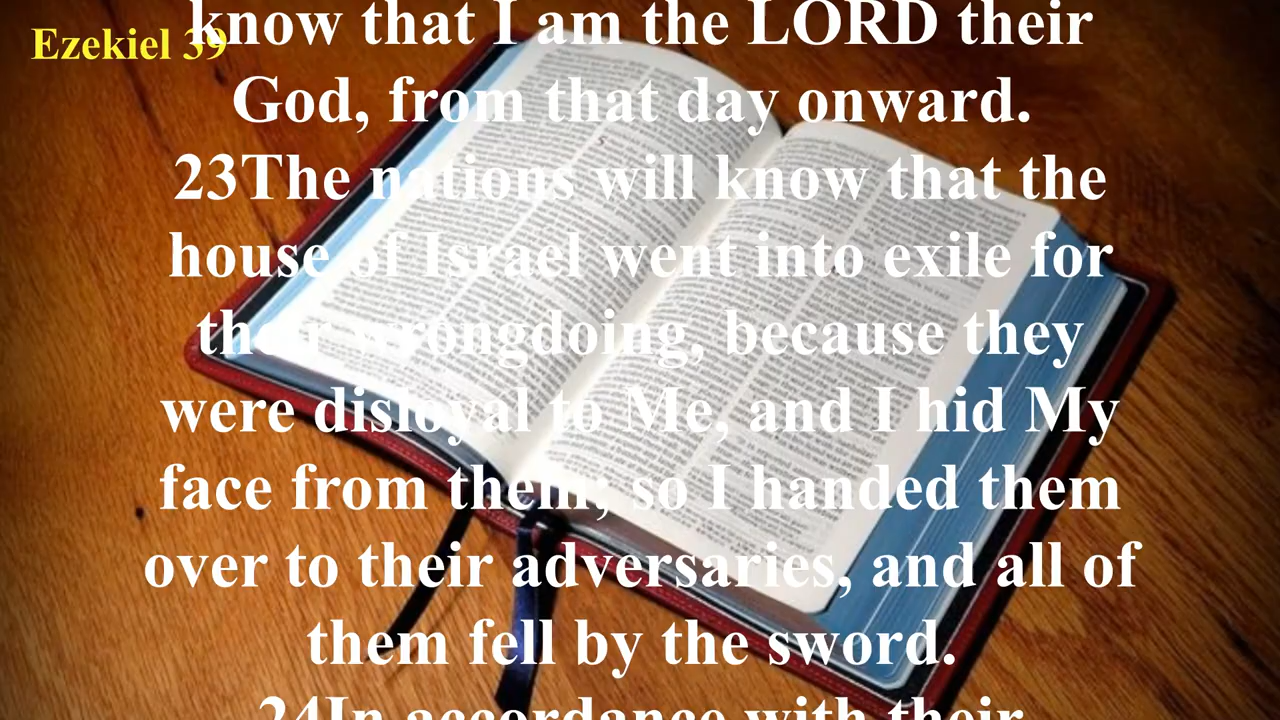 Ezekiel 39
know that I am the LORD their
God, from that day onward.
23The nations will know that the
house of Israel went into exile for
their wrongdoing, because they
were disloyal to Me, and I hid My
face from them; so I handed them
over to their adversaries, and all of
them fell by the sword.
24In accordance with their